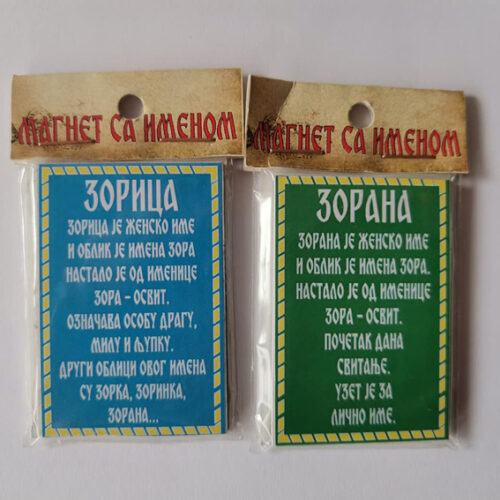 МАГНЕТ СА ИМЕНОМ
ЗОРИЦА
ЗОРИЦА ЈЕ ЖЕНСКО ИМЕ
И ОБЛИК ЈЕ ИМЕНА ЗОРА
НАСТАЛО ЈЕ ОД ИМЕНИЦЕ
ЗОРА - ОСВИТ.
ОЗНАЧАВА ОСОБУ ДРАГУ,
МИЛУ И ЉУПКУ.
ДРУГИ ОБЛИЦИ ОВОГ ИМЕНА
СУ ЗОРКА, ЗОРИНКА,
ЗОРАНА...
МАГНЕТ СА ИМЕНОМ
ЗОРАНА
ЗОРАНА ЈЕ ЖЕНСКО ИМЕ
И ОБЛИК ЈЕ ИМЕНА ЗОРА.
НАСТАЛО ЈЕ ОД ИМЕНИЦЕ
ЗОРА - ОСВИТ.
ПОЧЕТАК ДАНА
СВИТАЊЕ.
УЗЕТ ЈЕ ЗА
ЛИЧНО ИМЕ.